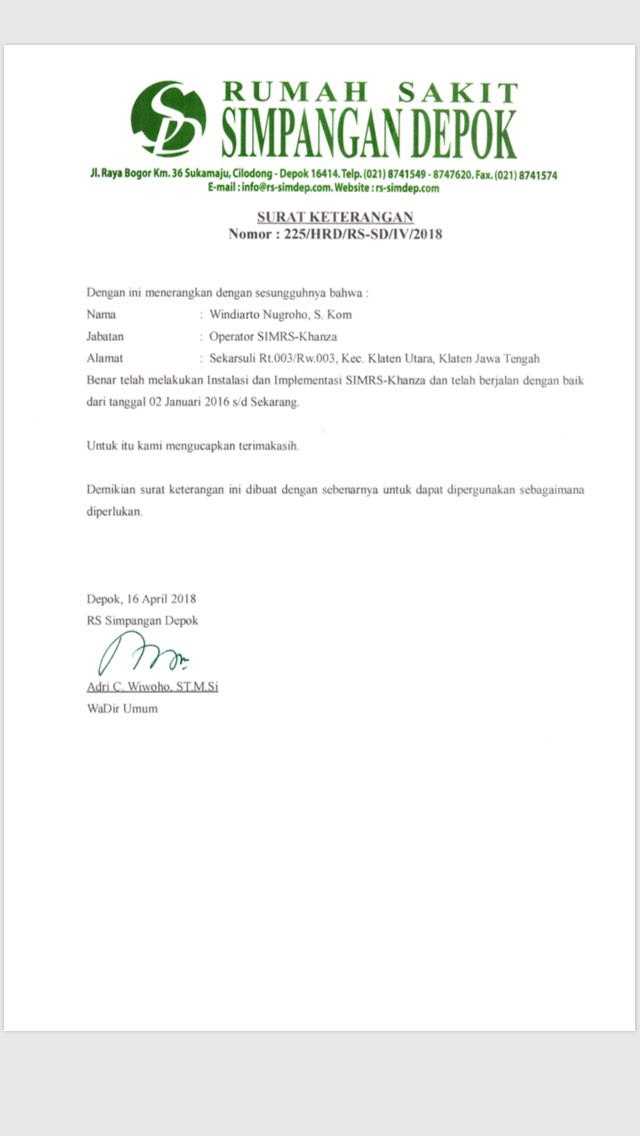 RUMAH SAKIT
SIMPANGAN DEPOK
Jl. Raya Bogor Km. 36 Sukamaju, Cilodong - Depok 16414. Telp. (021) 8741549 - 8747620. Fax. (021) 8741574
E-mail : info@rs-simdep.com. Website : rs-simdep.com
SURAT KETERANGAN
Nomor : 225/HRD/RS-SD/IV/2018
Dengan ini menerangkan dengan sesungguhnya bahwa :
Nama : Windiarto Nugroho, S. Kom
Jabatan : Operator SIMRS-Khanza
Alamat : Sekarsuli Rt.003/Rw.003, Kec. Klaten Utara, Klaten Jawa Tengah
Benar telah melakukan Instalasi dan Implementasi SIMRS-Khanza dan telah berjalan dengan baik
dari tanggal 02 Januari 2016 s/d Sekarang.
Untuk itu kami mengucapkan terimakasih.
Demikian surat keterangan ini dibuat dengan sebenarnya untuk dapat dipergunakan sebagaimana
diperlukan.
Depok, 16 April 2018
RS Simpangan Depok
Adri C. Wiwoho, ST.M.Si
WaDir Umum